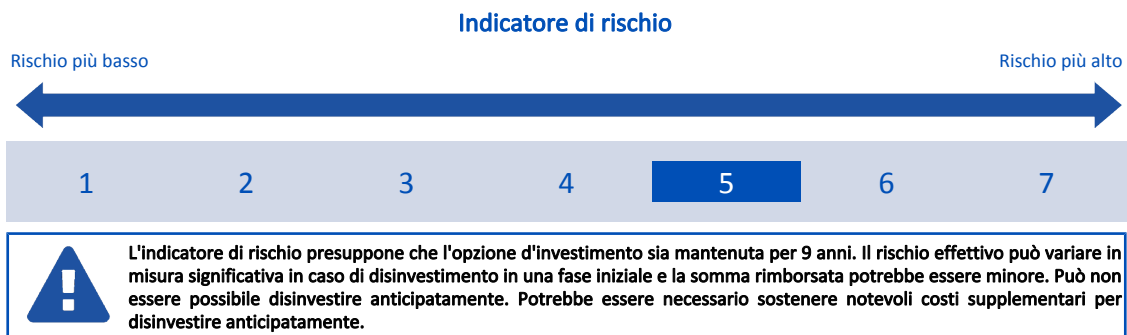 Indicatore di rischio
Rischio più basso Rischio più alto
1 2 3 4 5 6 7
L'indicatore di rischio presuppone che l'opzione d'investimento sia mantenuta per 9 anni. Il rischio effettivo può variare in
misura significativa in caso di disinvestimento in una fase iniziale e la somma rimborsata potrebbe essere minore. Può non
essere possibile disinvestire anticipatamente. Potrebbe essere necessario sostenere notevoli costi supplementari per
disinvestire anticipatamente.